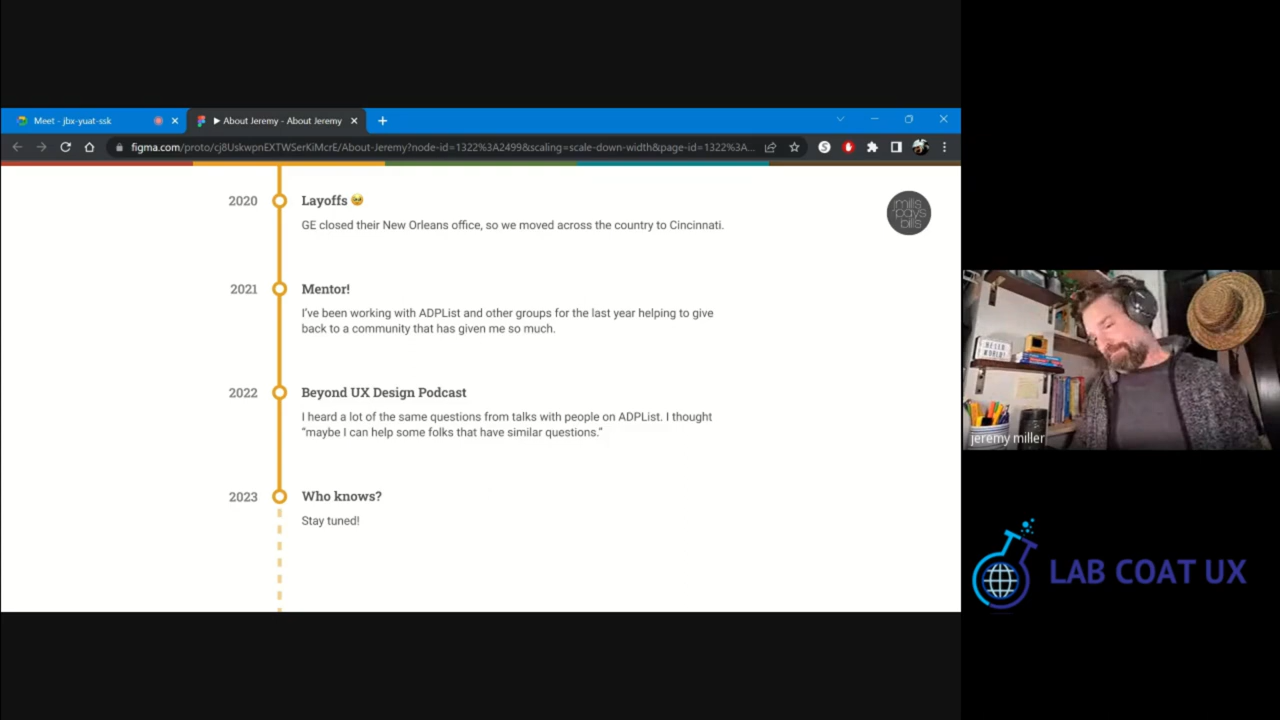 Meet - jbx-yuat-ssk
About Jeremy - About Jeremy
figma.com/proto/cj8UskwpnEXTWSerKiMcrE/About-Jeremy?node-id=1322%3A2499&scaling=scale-down-width&page-id=1322%3A...
2020
Layoffs 🥹
GE closed their New Orleans office, so we moved across the country to Cincinnati.
mills
pays
bills
2021
Mentor!
I've been working with ADPList and other groups for the last year helping to give
back to a community that has given me so much.
2022
Beyond UX Design Podcast
I heard a lot of the same questions from talks with people on ADPList. I thought
“maybe I can help some folks that have similar questions.”
2023
Who knows?
Stay tuned!
HELLO
WORLD!
jeremy miller
LAB COAT UX